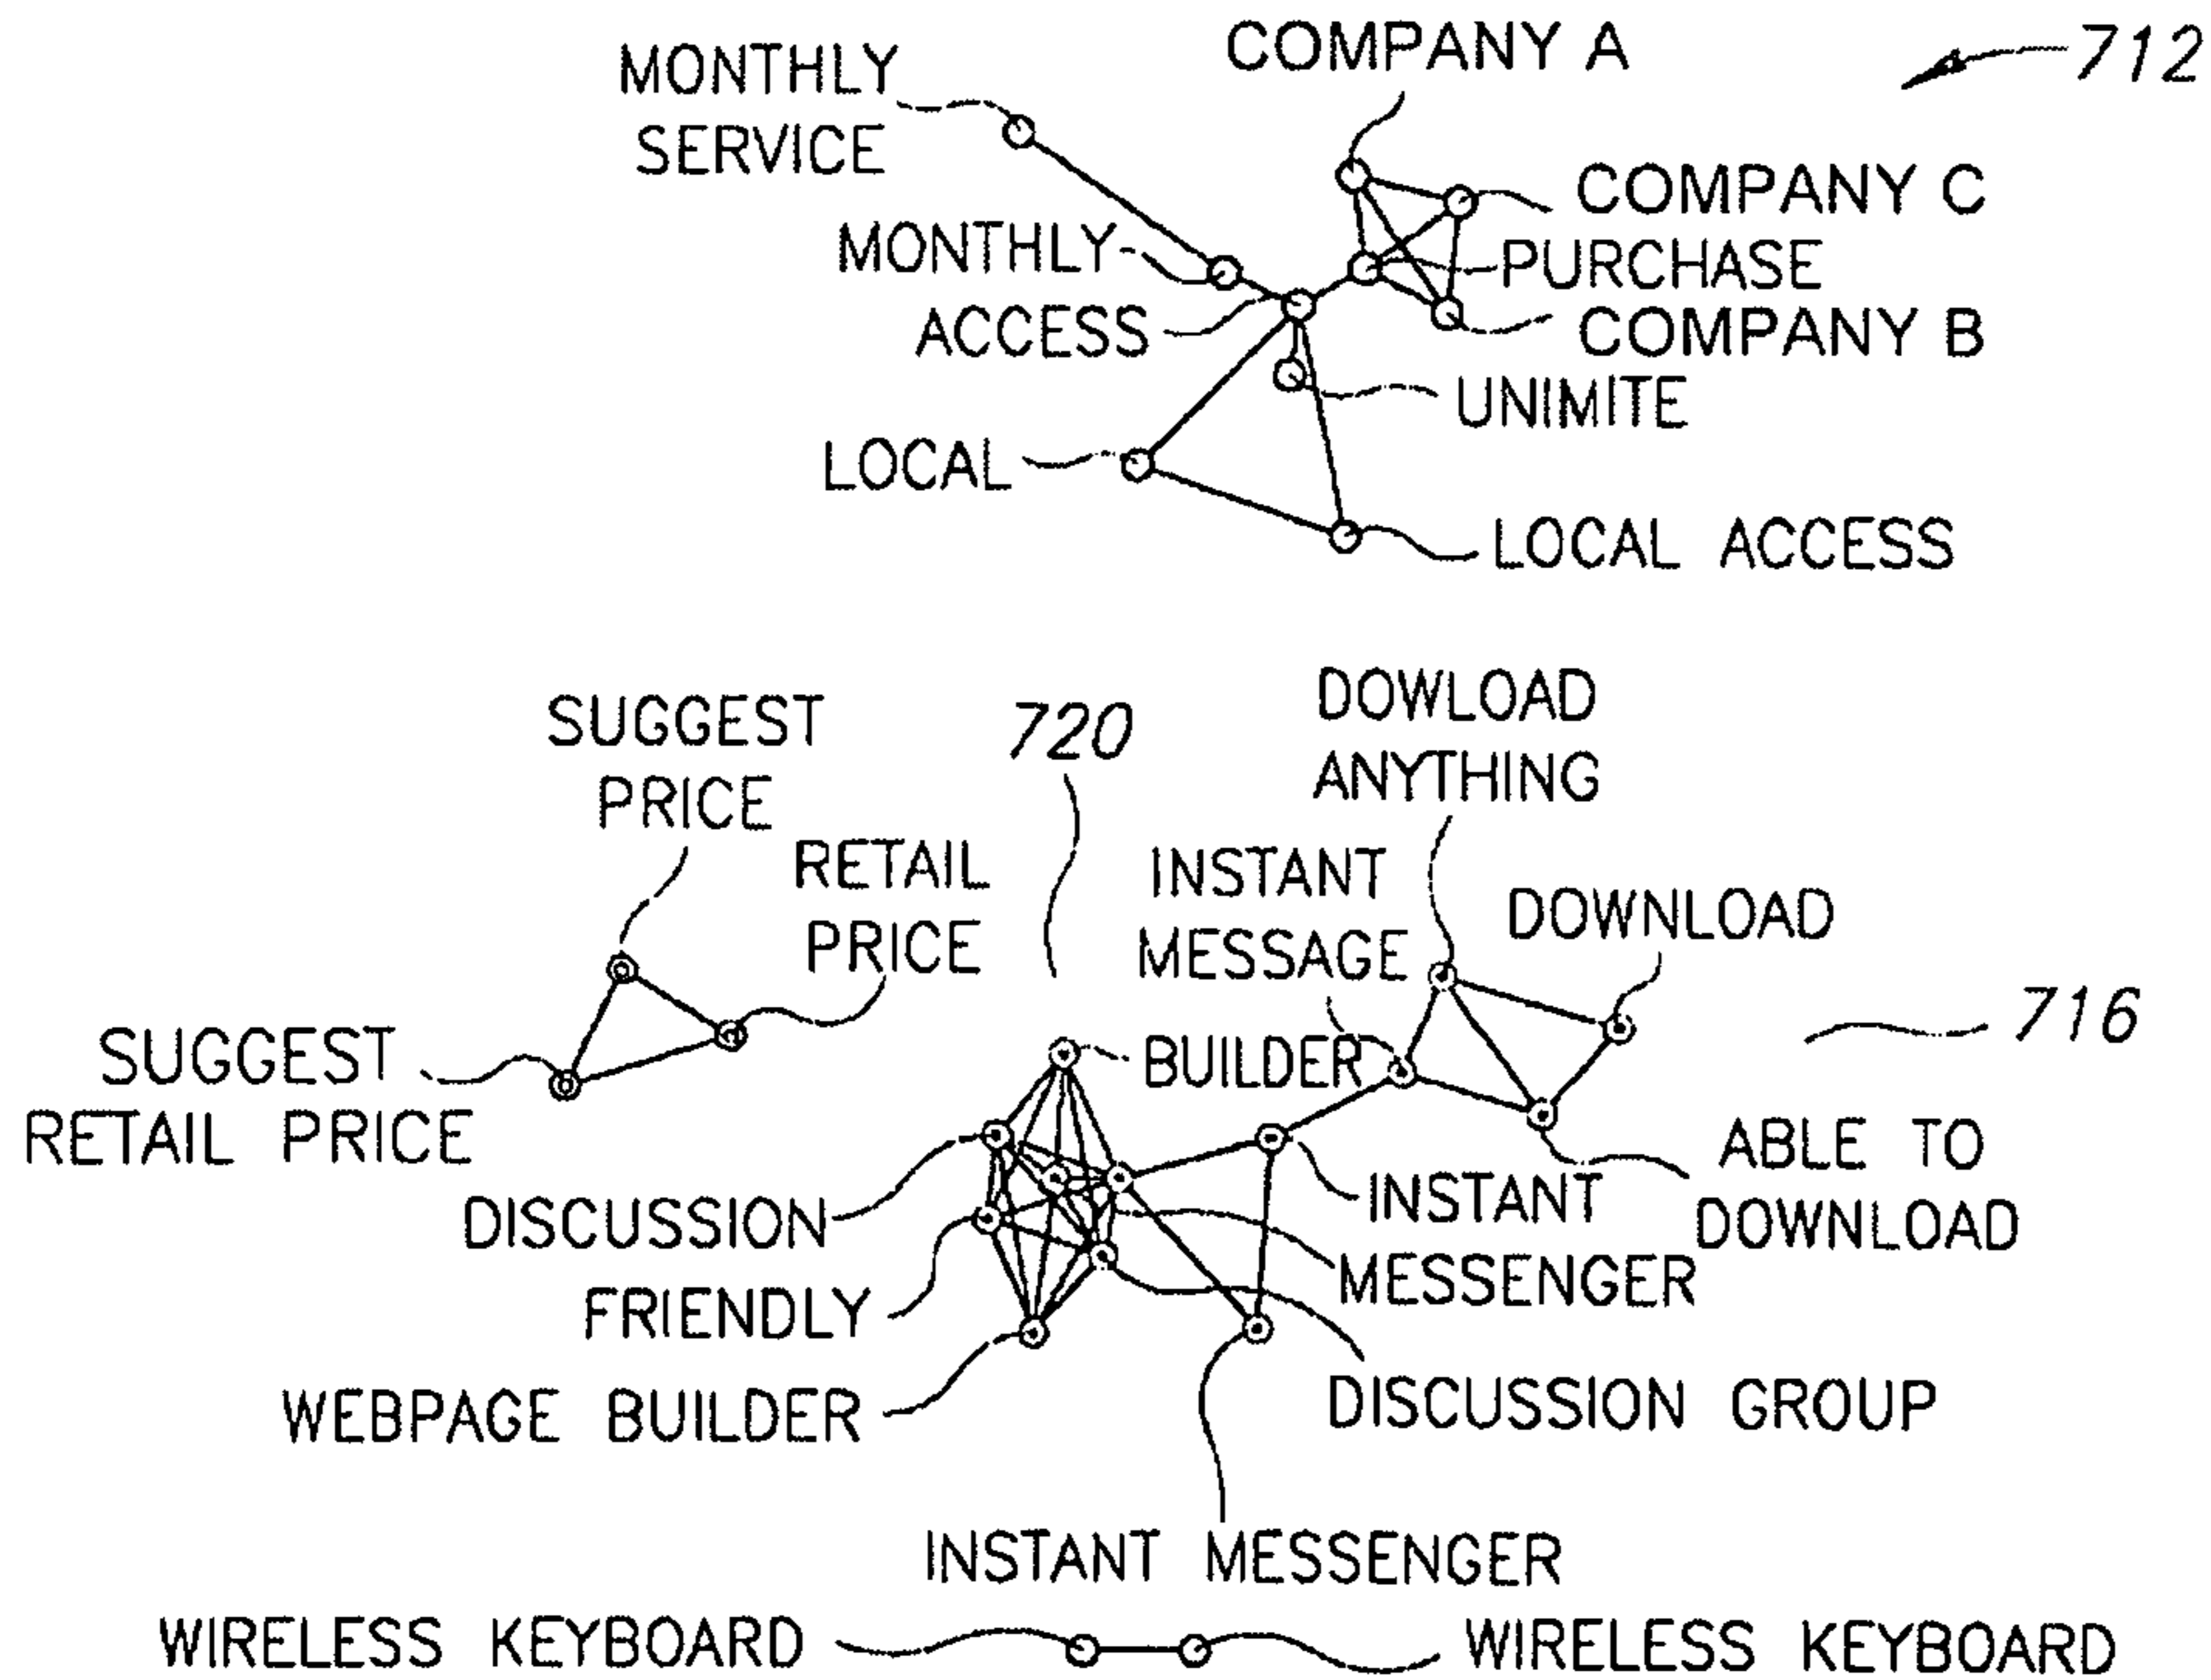 COMPANY A
712
MONTHLY
SERVICE
COMPANY C
MONTHLY
PURCHASE
ACCESS
COMPANY B
UNIMITE
LOCAL
LOCAL ACCESS
SUGGEST
PRICE
720
DOWLOAD
ANYTHING
RETAIL
PRICE
INSTANT
MESSAGE
DOWNLOAD
716
SUGGEST
RETAIL PRICE
BUILDER
ABLE TO
DOWNLOAD
DISCUSSION
INSTANT
MESSENGER
FRIENDLY
WEBPAGE BUILDER
DISCUSSION GROUP
INSTANT MESSENGER
WIRELESS KEYBOARD
WIRELESS KEYBOARD